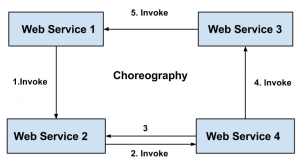 5. Invoke
Web Service 1
Web Service 3
1.Invoke
Choreography
4. Invoke
3
Web Service 2
Web Service 4
2. Invoke